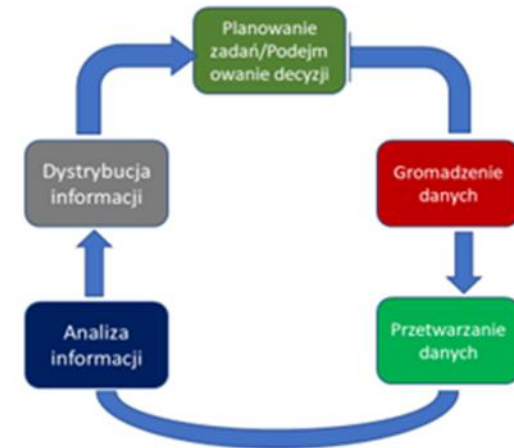 Planowanie
zadań/Podejm
owanie decyzji
Gromadzenie
danych
Przetwarzanie
danych
Analiza
informacji
Dystrybucja
informacji